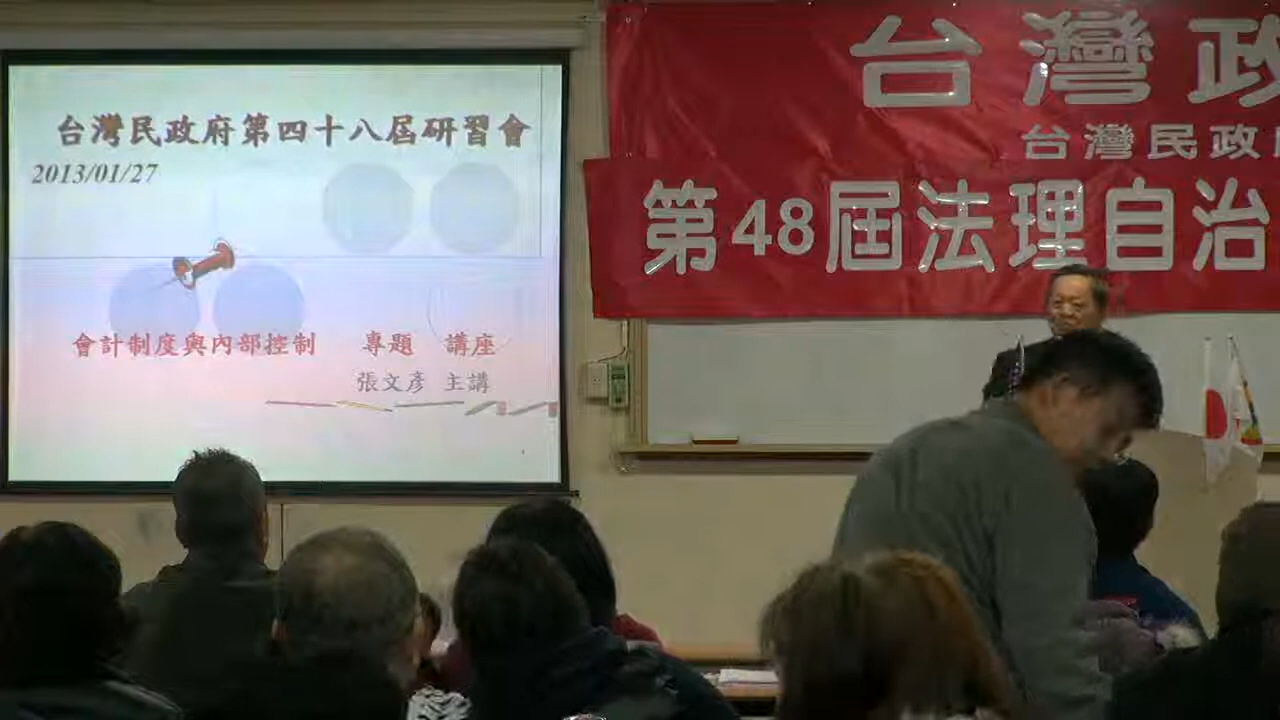 台灣民政府第四十八屆研習會
2013/01/27
會計制度與內部控制 專題 講座
張文彥 主講
台灣政
台灣民政府
第48屆法理自治